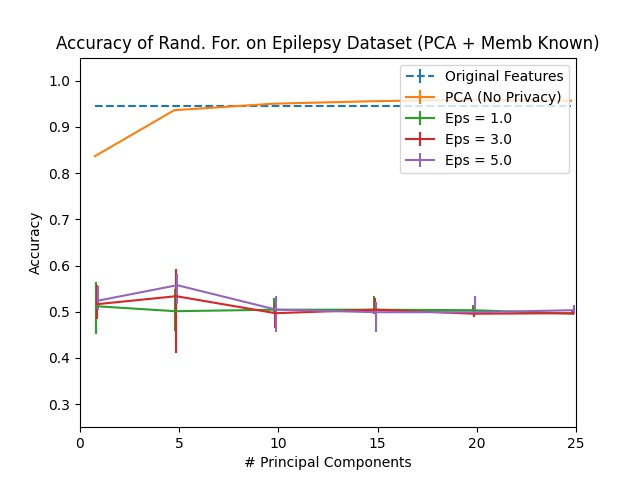 Accuracy of Rand. For. on Epilepsy Dataset (PCA + Memb Known)
Original Features
PCA (No Privacy)
Eps = 1.0
Eps = 3.0
Eps = 5.0
Accuracy
1.0
0.9
0.8
0.7
0.6
0.5
0.4
0.3
0 5 10 15 20 25
# Principal Components